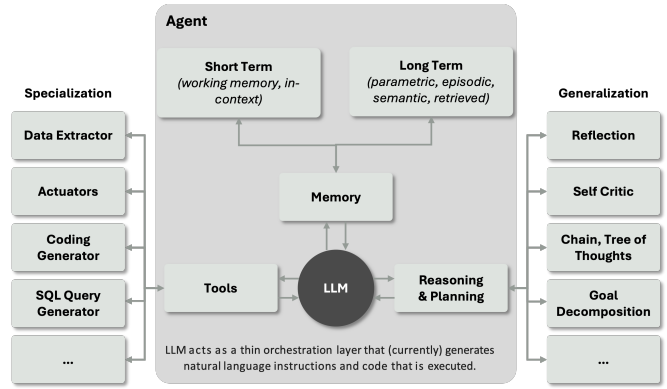 Agent
Short Term
(working memory, in-
context)
Long Term
(parametric, episodic,
semantic, retrieved)
Specialization
Data Extractor
Actuators
Coding
Generator
SQL Query
Generator
...
Generalization
Reflection
Self Critic
Chain, Tree of
Thoughts
Goal
Decomposition
...
Memory
Tools
LLM
Reasoning
& Planning
LLM acts as a thin orchestration layer that (currently) generates
natural language instructions and code that is executed.